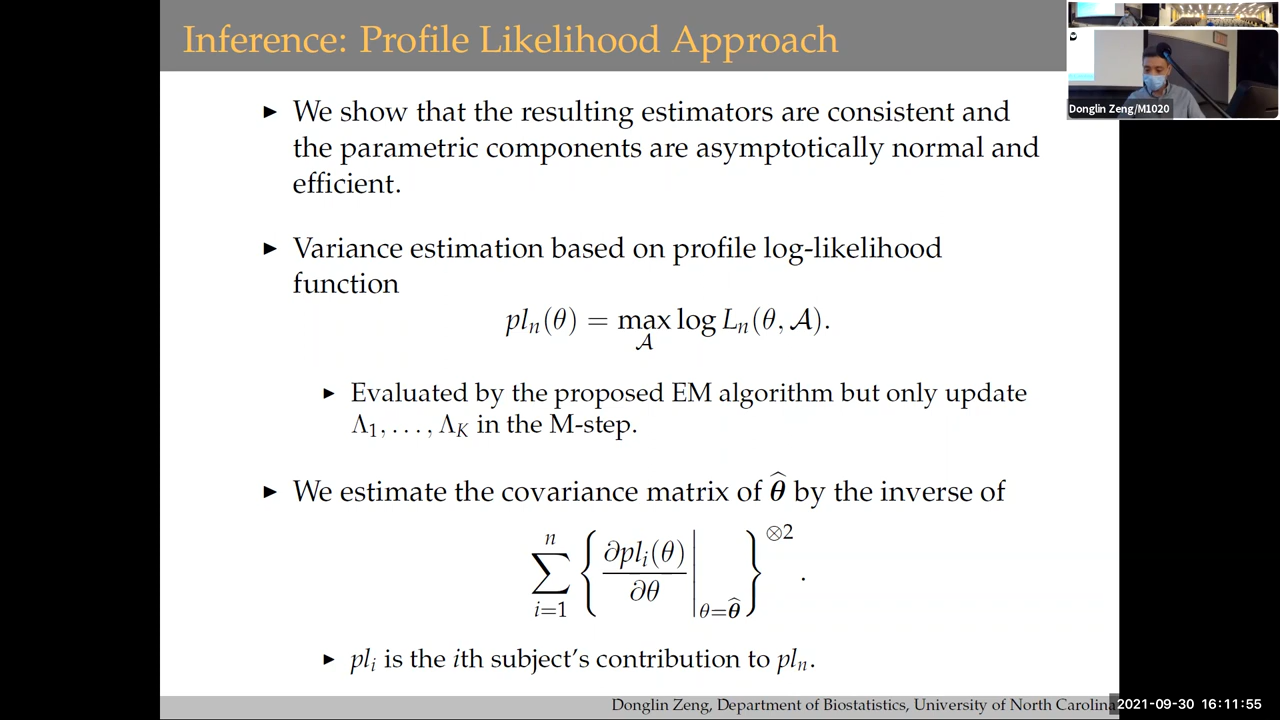 Inference: Profile Likelihood Approach
► We show that the resulting estimators are consistent and
the parametric components are asymptotically normal and
efficient.
► Variance estimation based on profile log-likelihood
function
pl_n(θ) = max_𝒜 log L_n(θ, 𝒜).
► Evaluated by the proposed EM algorithm but only update
Λ_1, . . . , Λ_K in the M-step.
► We estimate the covariance matrix of θ̂ by the inverse of
∑_{i=1}^{n} { ∂pl_i(θ)/∂θ |_{θ=θ̂} }^{⊗2} .
► pl_i is the ith subject's contribution to pl_n.
Donglin Zeng, Department of Biostatistics, University of North Carolina
Donglin Zeng/M1020
2021-09-30 16:11:55